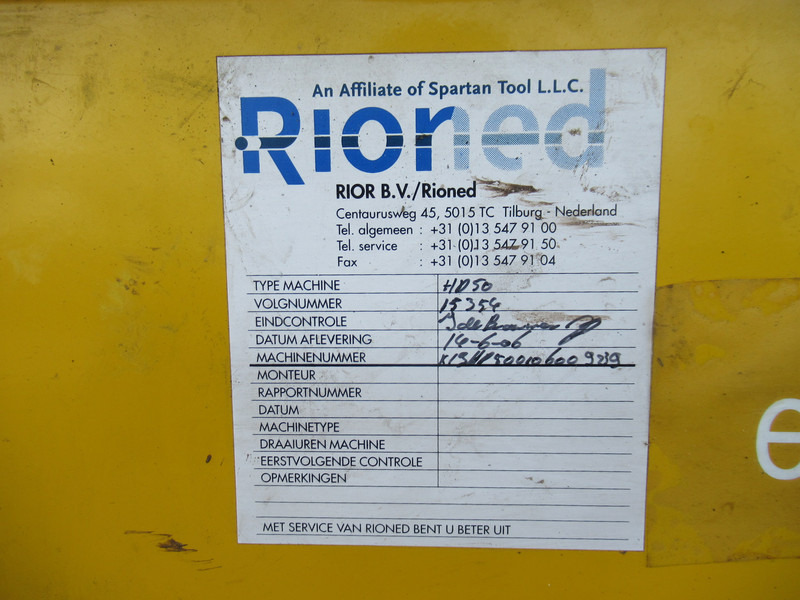 An Affiliate of Spartan Tool L.L.C.
Rioned
RIOR B.V./Rioned
Centaurusweg 45, 5015 TC Tilburg - Nederland
Tel. algemeen : +31 (0)13 547 91 00
Tel. service : +31 (0)13 547 91 50
Fax : +31 (0)13 547 91 04
TYPE MACHINE HD50
VOLGNUMMER 15354
EINDCONTROLE
DATUM AFLEVERING 14-6-06
MACHINENUMMER
MONTEUR
RAPPORTNUMMER
DATUM
MACHINETYPE
DRAAIUREN MACHINE
EERSTVOLGENDE CONTROLE
OPMERKINGEN
MET SERVICE VAN RIONED BENT U BETER UIT
e